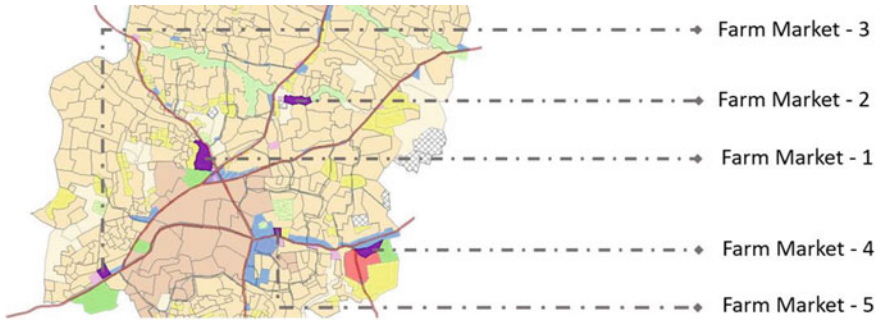 Farm Market - 3
Farm Market - 2
Farm Market - 1
Farm Market - 4
Farm Market - 5